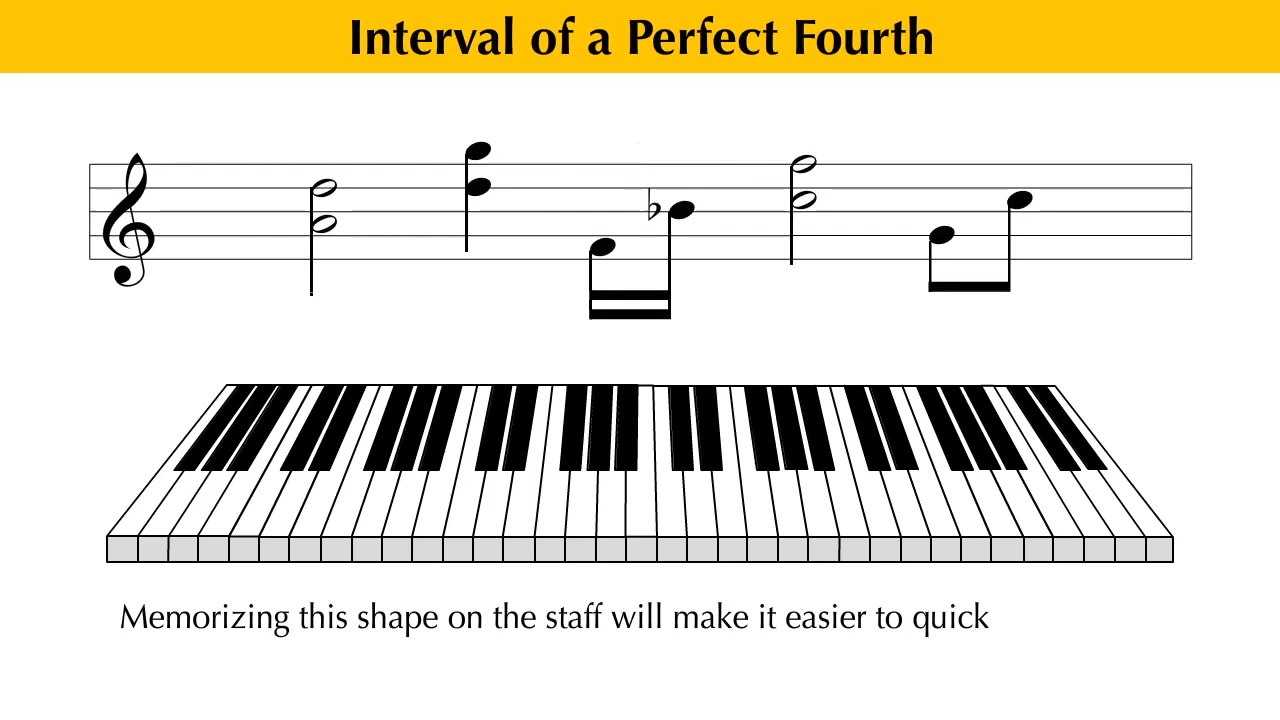 Interval of a Perfect Fourth
Memorizing this shape on the staff will make it easier to quick